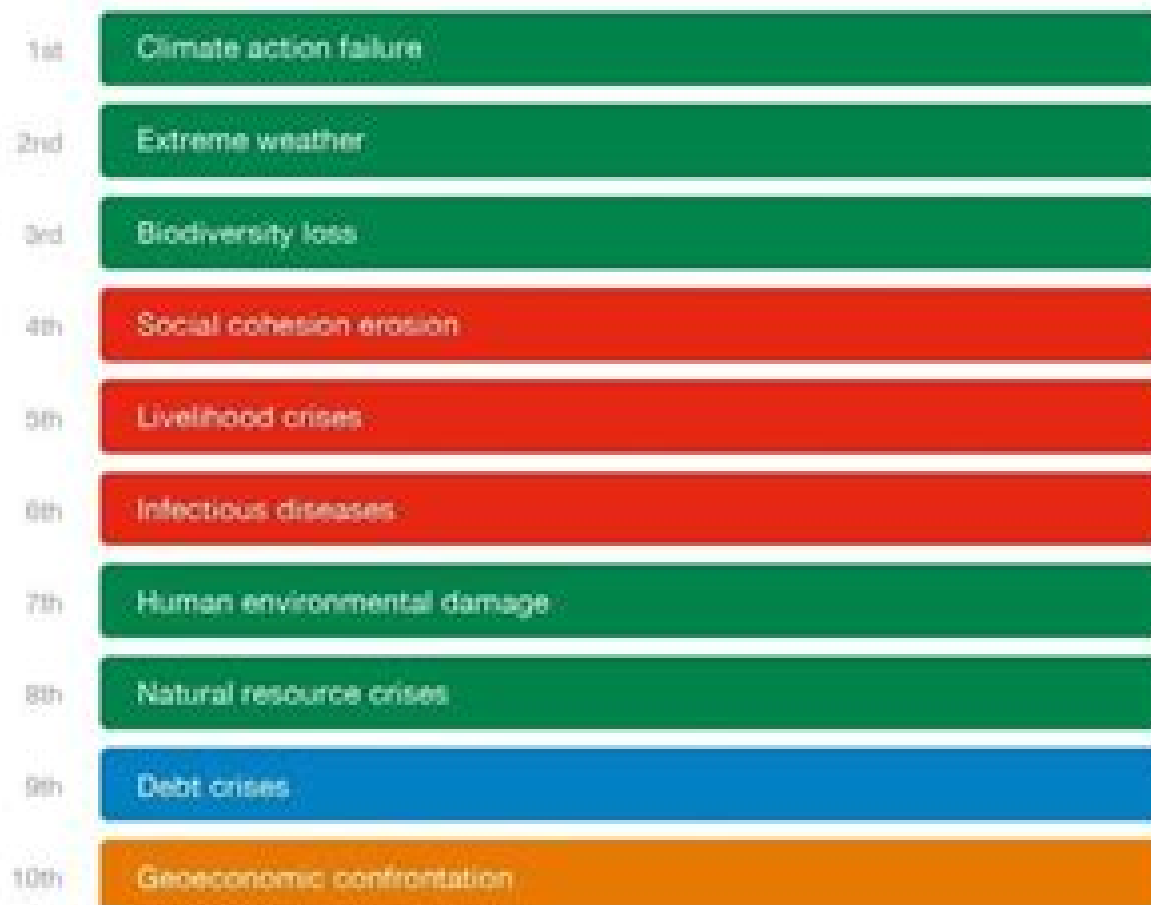 1st Climate action failure
2nd Extreme weather
3rd Biodiversity loss
4th Social cohesion erosion
5th Livelihood crises
6th Infectious diseases
7th Human environmental damage
8th Natural resource crises
9th Debt crises
10th Geoeconomic confrontation